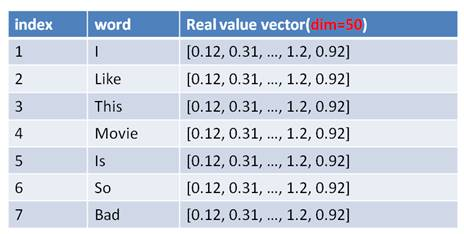 index word Real value vector(dim=50)
1 I [0.12, 0.31, …, 1.2, 0.92]
2 Like [0.12, 0.31, …, 1.2, 0.92]
3 This [0.12, 0.31, …, 1.2, 0.92]
4 Movie [0.12, 0.31, …, 1.2, 0.92]
5 Is [0.12, 0.31, …, 1.2, 0.92]
6 So [0.12, 0.31, …, 1.2, 0.92]
7 Bad [0.12, 0.31, …, 1.2, 0.92]